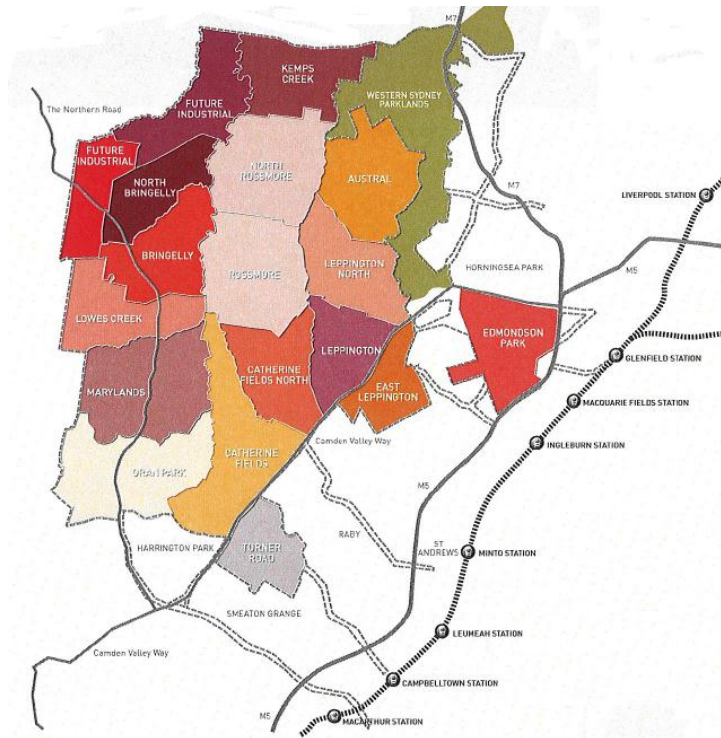 M7
KEMPS
CREEK
WESTERN SYDNEY
PARKLANDS
FUTURE
INDUSTRIAL
The Northern Road
FUTURE
INDUSTRIAL
NORTH
BRINGELLY
NORTH
ROSSMORE
AUSTRAL
M7
LIVERPOOL STATION
BRINGELLY
ROSSMORE
LEPPINGTON
NORTH
HORNINGSEA PARK
M5
LOWES CREEK
EDMONDSON
PARK
LEPPINGTON
GLENFIELD STATION
MARYLANDS
CATHERINE
FIELDS NORTH
EAST
LEPPINGTON
MACQUARIE FIELDS STATION
Camden Valley Way
INGLEBURN STATION
CATHERINE
FIELDS
ORAN PARK
M5
RABY
ST
ANDREWS
MINTO STATION
HARRINGTON PARK
TURNER
ROAD
SMEATON GRANGE
LEUMEAH STATION
Camden Valley Way
CAMPBELLTOWN STATION
M5
MACARTHUR STATION